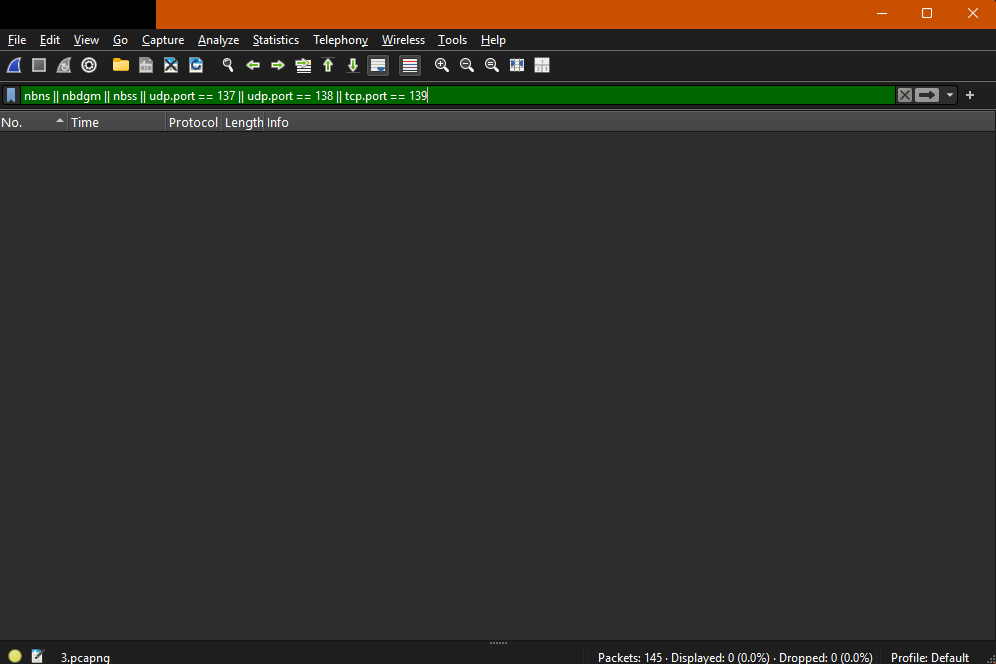 File Edit View Go Capture Analyze Statistics Telephony Wireless Tools Help
nbns || nbdgm || nbss || udp.port == 137 || udp.port == 138 || tcp.port == 139
No. Time Protocol Length Info
3.pcapng Packets: 145 · Displayed: 0 (0.0%) · Dropped: 0 (0.0%) Profile: Default